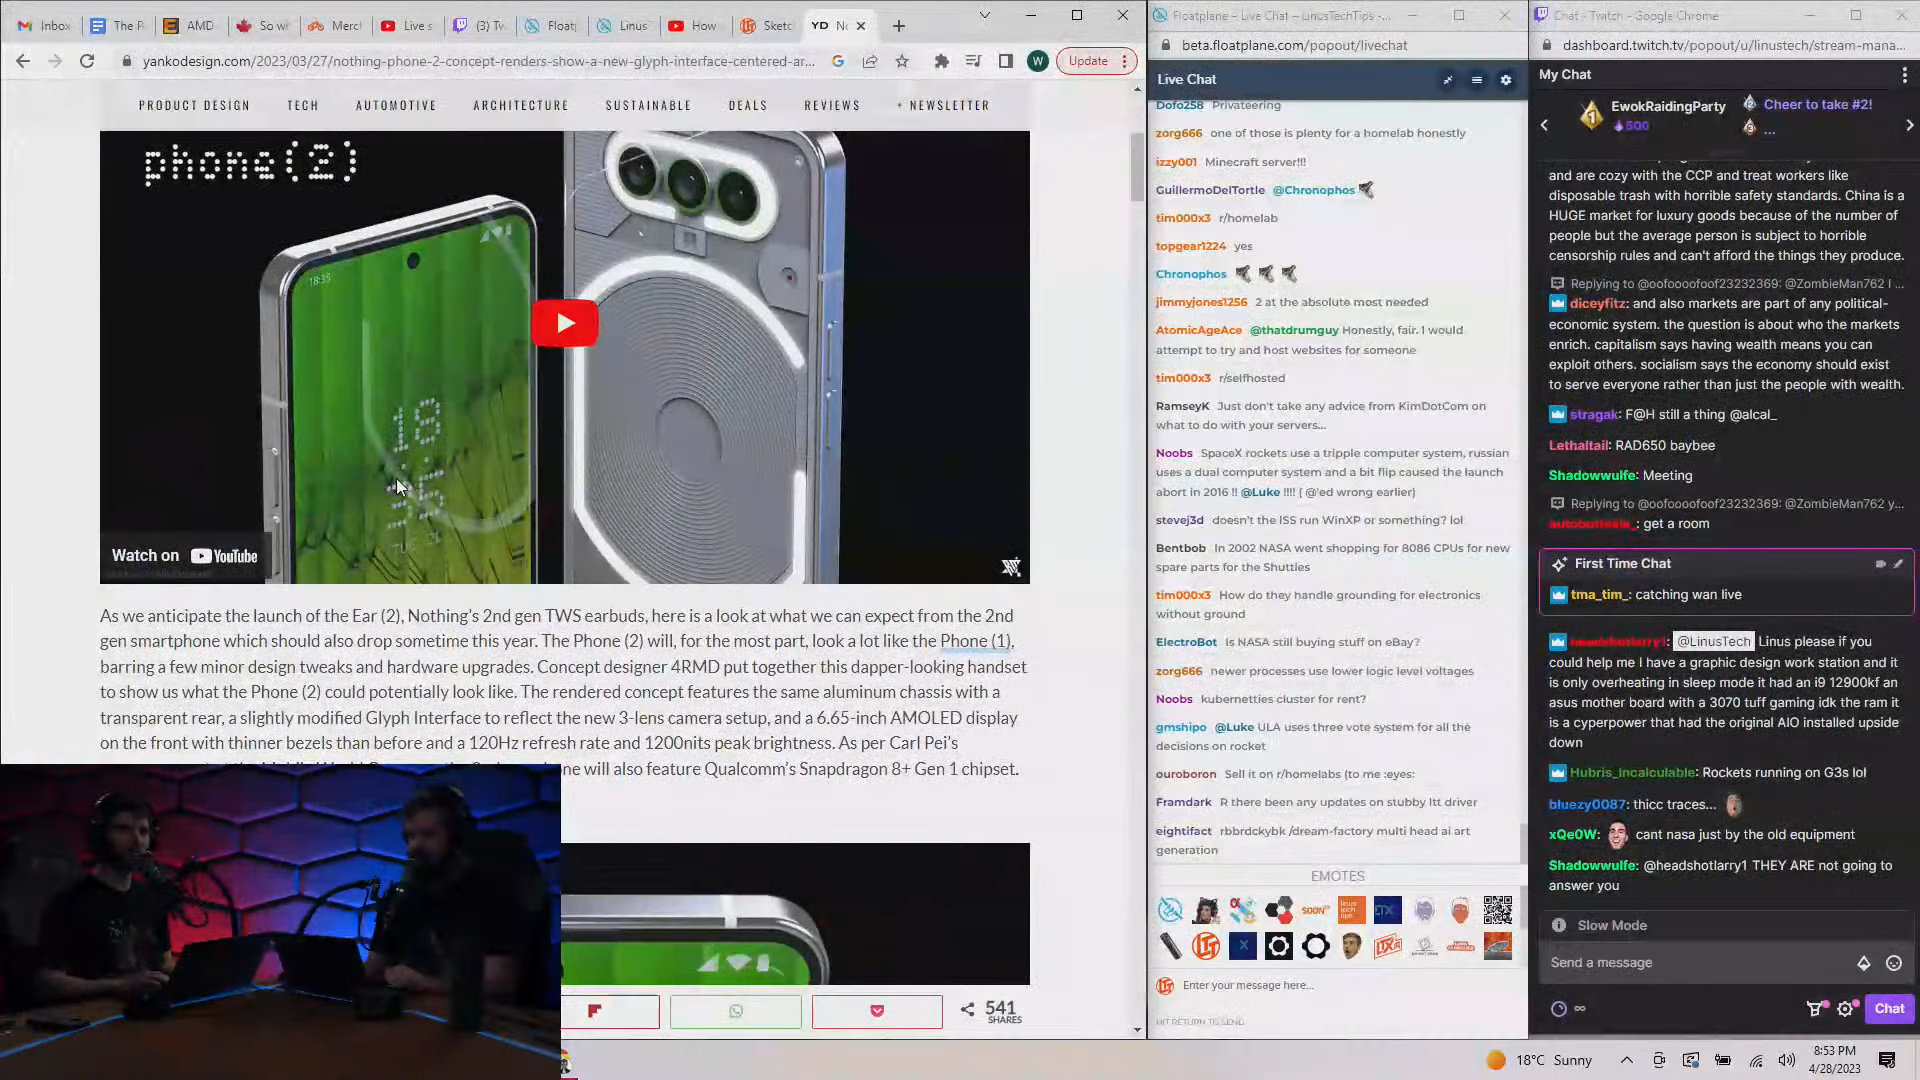 Inbox
The P
AMD
So w
Merch
Live s
(3) Tw
Floatp
Linus
How
Sketc
YD
yankodesign.com/2023/03/27/nothing-phone-2-concept-renders-show-a-new-glyph-interface-centered-ar...
W
Update
PRODUCT DESIGN TECH AUTOMOTIVE ARCHITECTURE SUSTAINABLE DEALS REVIEWS + NEWSLETTER
phone(2)
18:35
18
35
Watch on YouTube
As we anticipate the launch of the Ear (2), Nothing's 2nd gen TWS earbuds, here is a look at what we can expect from the 2nd
gen smartphone which should also drop sometime this year. The Phone (2) will, for the most part, look a lot like the Phone (1),
barring a few minor design tweaks and hardware upgrades. Concept designer 4RMD put together this dapper-looking handset
to show us what the Phone (2) could potentially look like. The rendered concept features the same aluminum chassis with a
transparent rear, a slightly modified Glyph Interface to reflect the new 3-lens camera setup, and a 6.65-inch AMOLED display
on the front with thinner bezels than before and a 120Hz refresh rate and 1200nits peak brightness. As per Carl Pei's
will also feature Qualcomm's Snapdragon 8+ Gen 1 chipset.
541
SHARES
Floatplane – Live Chat – LinusTechTips - ...
beta.floatplane.com/popout/livechat
Live Chat
Dofo258 Privateering
zorg666 one of those is plenty for a homelab honestly
izzy001 Minecraft server!!!
GuillermoDelTortle @Chronophos
tim000x3 r/homelab
topgear1224 yes
Chronophos
jimmyjones1256 2 at the absolute most needed
AtomicAgeAce @thatdrumguy Honestly, fair. I would
attempt to try and host websites for someone
tim000x3 r/selfhosted
RamseyK Just don't take any advice from KimDotCom on
what to do with your servers...
Noobs SpaceX rockets use a tripple computer system, russian
uses a dual computer system and a bit flip caused the launch
abort in 2016 !! @Luke !!!! ( @'ed wrong earlier)
stevej3d doesn't the ISS run WinXP or something? lol
Bentbob In 2002 NASA went shopping for 8086 CPUs for new
spare parts for the Shuttles
tim000x3 How do they handle grounding for electronics
without ground
ElectroBot Is NASA still buying stuff on eBay?
zorg666 newer processes use lower logic level voltages
Noobs kubernetties cluster for rent?
gmshipo @Luke ULA uses three vote system for all the
decisions on rocket
ouroboron Sell it on r/homelabs (to me :eyes:
Framdark R there been any updates on stubby ltt driver
eightifact rbbrdckybk /dream-factory multi head ai art
generation
EMOTES
SOON
Enter your message here...
HIT RETURN TO SEND
Chat - Twitch – Google Chrome
dashboard.twitch.tv/popout/u/linustech/stream-mana...
My Chat
1 EwokRaidingParty
500
2 Cheer to take #2!
3 ...
and are cozy with the CCP and treat workers like
disposable trash with horrible safety standards. China is a
HUGE market for luxury goods because of the number of
people but the average person is subject to horrible
censorship rules and can't afford the things they produce.
Replying to @oofoooofoof23232369: @ZombieMan762 I ...
diceyfitz: and also markets are part of any political-
economic system. the question is about who the markets
enrich. capitalism says having wealth means you can
exploit others. socialism says the economy should exist
to serve everyone rather than just the people with wealth.
stragak: F@H still a thing @alcal_
Lethaltail: RAD650 baybee
Shadowwulfe: Meeting
Replying to @oofoooofoof23232369: @ZombieMan762 y...
: get a room
First Time Chat
tma_tim_: catching wan live
headshotlarry1: @LinusTech Linus please if you
could help me I have a graphic design work station and it
is only overheating in sleep mode it had an i9 12900kf an
asus mother board with a 3070 tuff gaming idk the ram it
is a cyperpower that had the original AIO installed upside
down
Hubris_Incalculable: Rockets running on G3s lol
bluezy0087: thicc traces...
xQe0W: cant nasa just by the old equipment
Shadowwulfe: @headshotlarry1 THEY ARE not going to
answer you
Slow Mode
Send a message
Chat
18°C Sunny
8:53 PM
4/28/2023